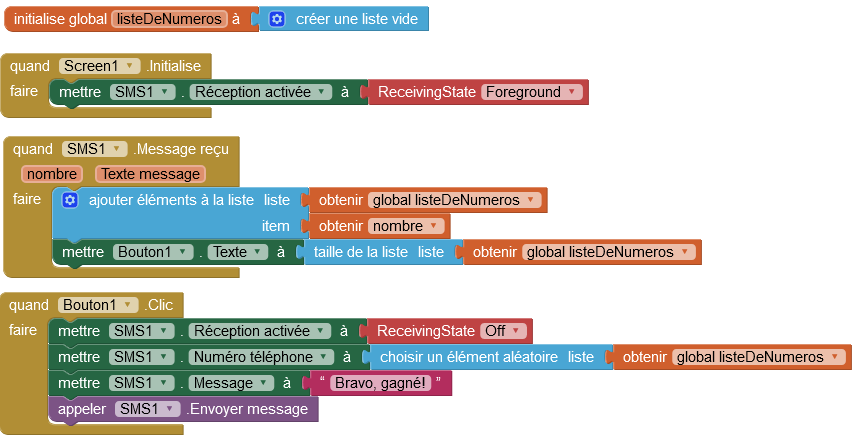 initialise global listeDeNumeros à créer une liste vide
quand Screen1 .Initialise
faire mettre SMS1 . Réception activée à ReceivingState Foreground
quand SMS1 .Message reçu
nombre Texte message
faire ajouter éléments à la liste liste obtenir global listeDeNumeros
item obtenir nombre
mettre Bouton1 . Texte à taille de la liste liste obtenir global listeDeNumeros
quand Bouton1 .Clic
faire mettre SMS1 . Réception activée à ReceivingState Off
mettre SMS1 . Numéro téléphone à choisir un élément aléatoire liste obtenir global listeDeNumeros
mettre SMS1 . Message à “ Bravo, gagné! ”
appeler SMS1 .Envoyer message